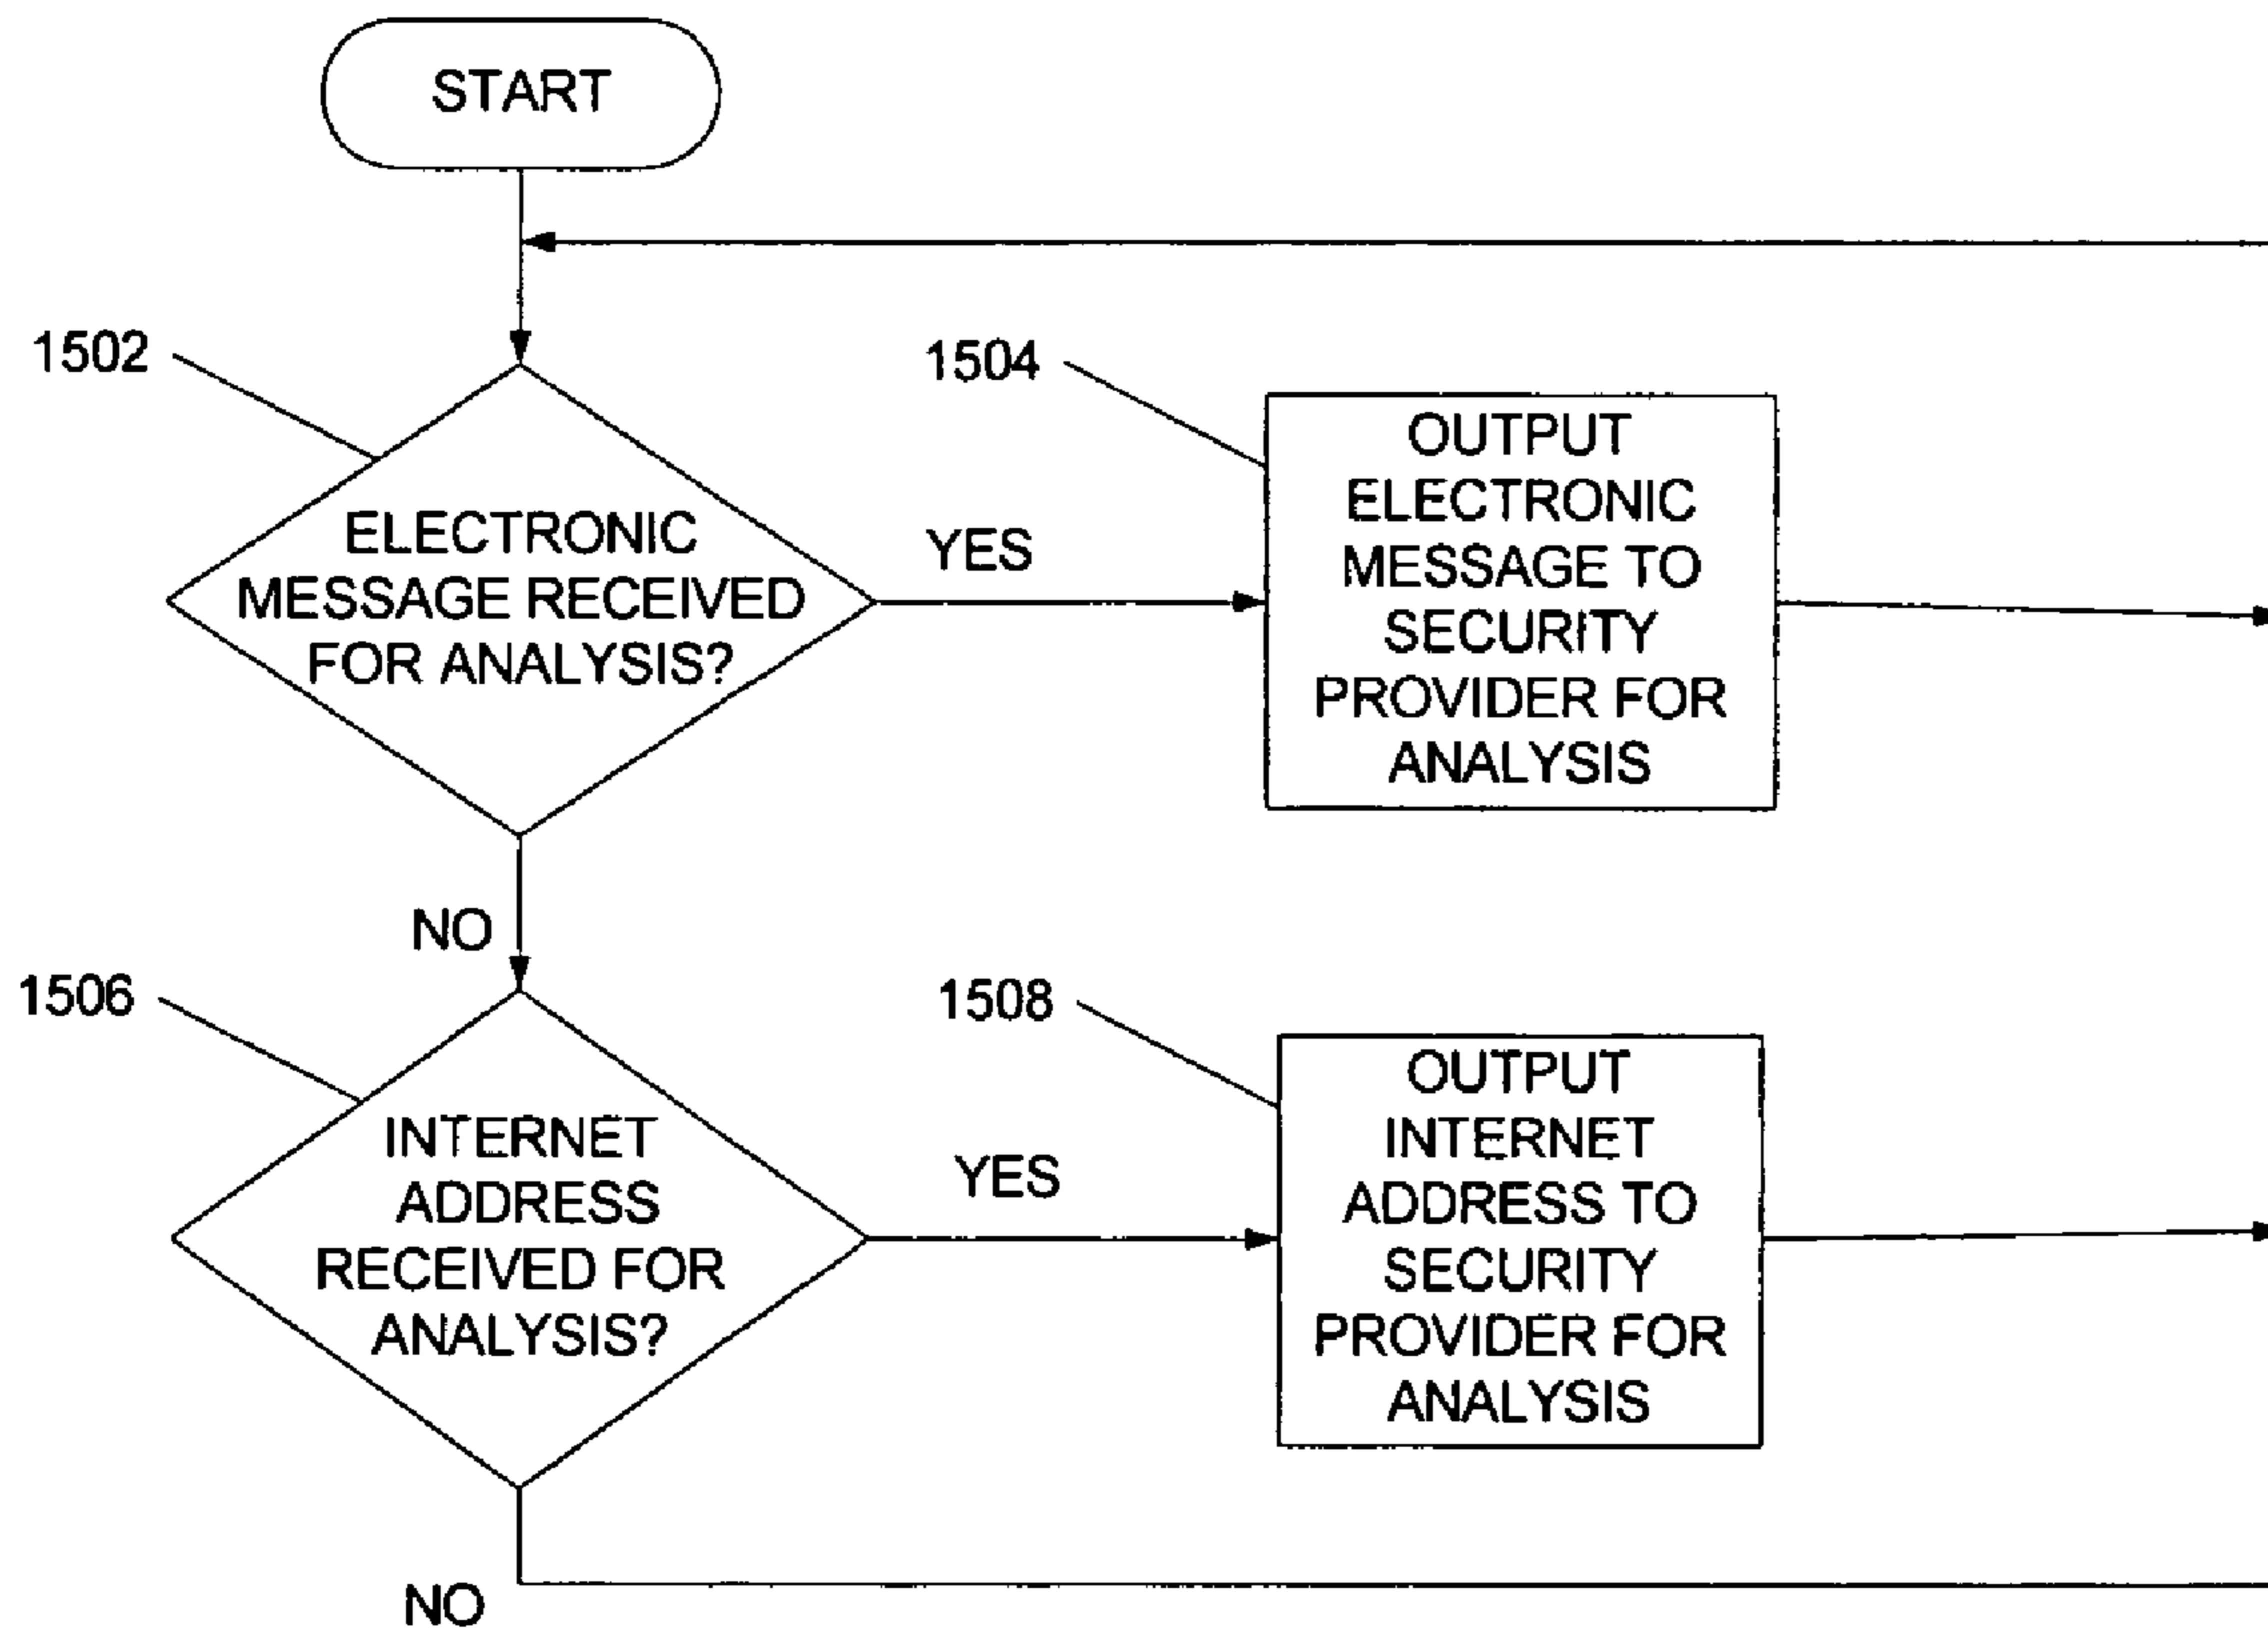 START
1502
ELECTRONIC
MESSAGE RECEIVED
FOR ANALYSIS?
YES
1504
OUTPUT
ELECTRONIC
MESSAGE TO
SECURITY
PROVIDER FOR
ANALYSIS
NO
1506
INTERNET
ADDRESS
RECEIVED FOR
ANALYSIS?
YES
1508
OUTPUT
INTERNET
ADDRESS TO
SECURITY
PROVIDER FOR
ANALYSIS
NO